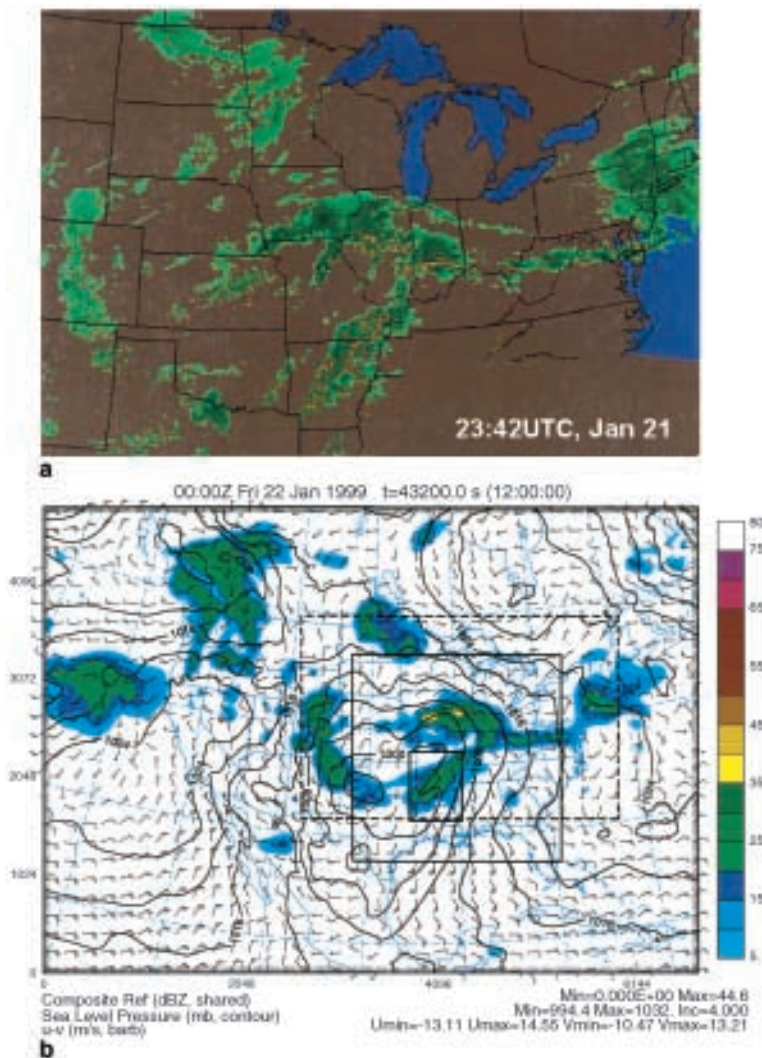 23:42UTC, Jan 21
a
00:00Z Fri 22 Jan 1999 t=43200.0 s (12:00:00)
80
75
65
55
45
35
25
15
5.
4096
3072
2048
1024
0
0
2048
4096
6144
Composite Ref (dBZ, shared)
Sea Level Pressure (mb, contour)
u-v (m/s, barb)
Min=0.000E+00 Max=44.6
Min=994.4 Max=1032. Inc=4.000
Umin=-13.11 Umax=14.55 Vmin=-10.47 Vmax=13.21
b